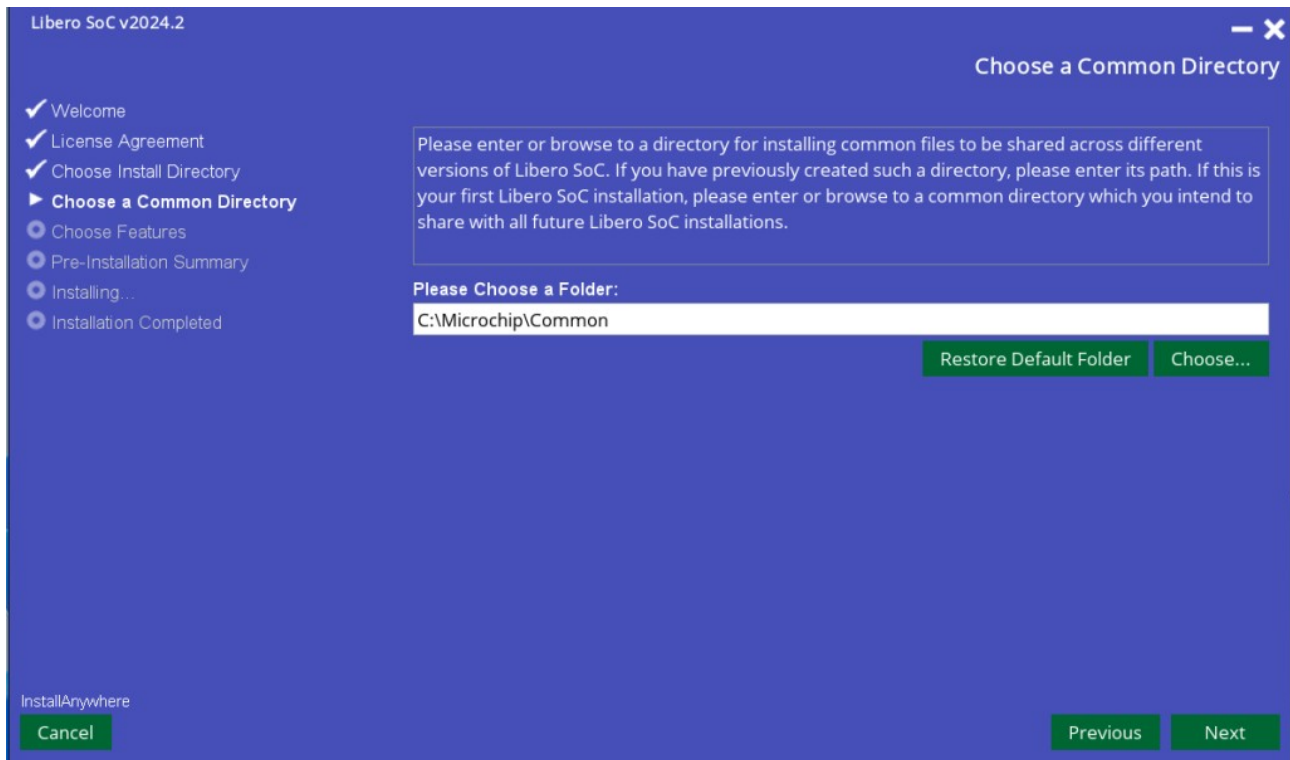 Libero SoC v2024.2
Choose a Common Directory
Welcome
License Agreement
Choose Install Directory
Choose a Common Directory
Choose Features
Pre-Installation Summary
Installing...
Installation Completed
Please enter or browse to a directory for installing common files to be shared across different
versions of Libero SoC. If you have previously created such a directory, please enter its path. If this is
your first Libero SoC installation, please enter or browse to a common directory which you intend to
share with all future Libero SoC installations.
Please Choose a Folder:
C:\Microchip\Common
Restore Default Folder
Choose...
InstallAnywhere
Cancel
Previous
Next